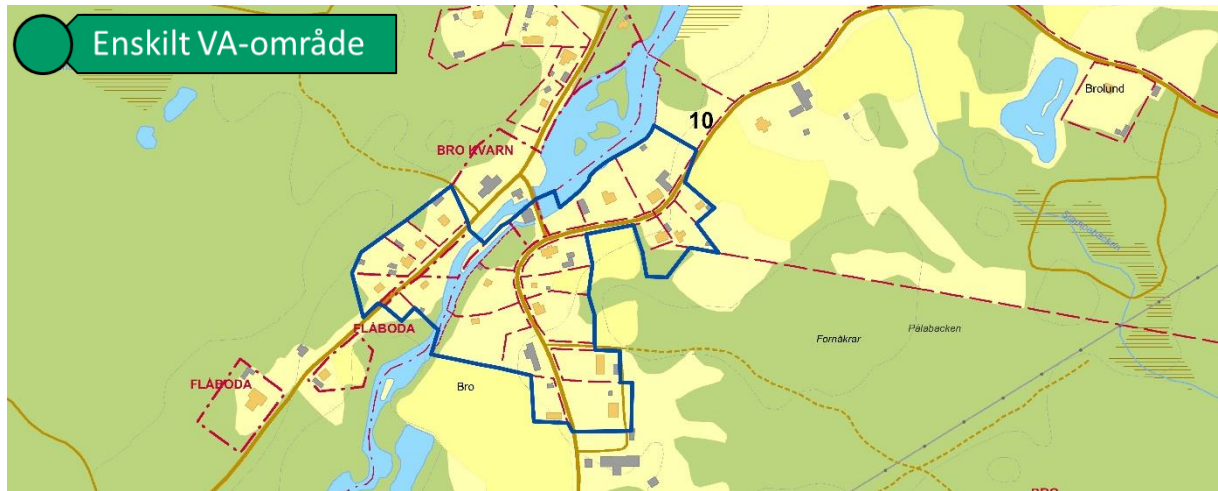 Enskilt VA-område
Brolund
10
BRO KVARN
FLÅBODA
Fornåkrar
Pålabacken
FLÅBODA
Bro